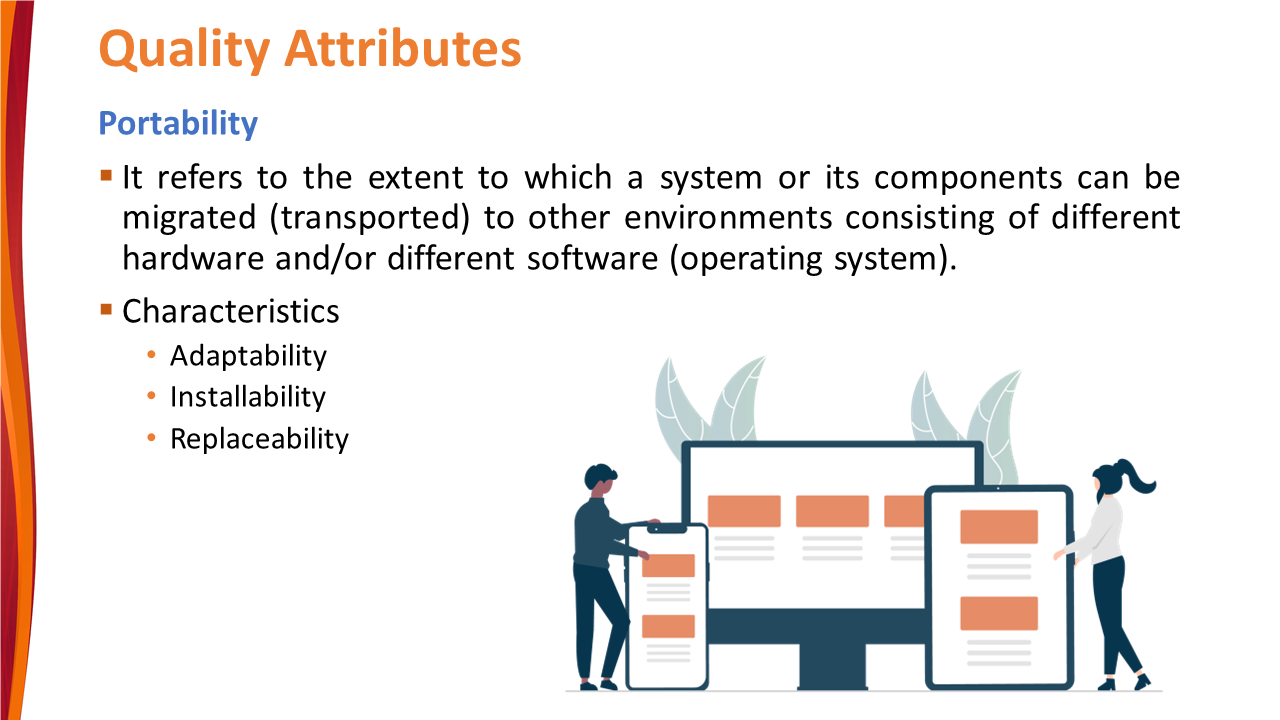 Quality Attributes
Portability
▪ It refers to the extent to which a system or its components can be
migrated (transported) to other environments consisting of different
hardware and/or different software (operating system).
▪ Characteristics
• Adaptability
• Installability
• Replaceability